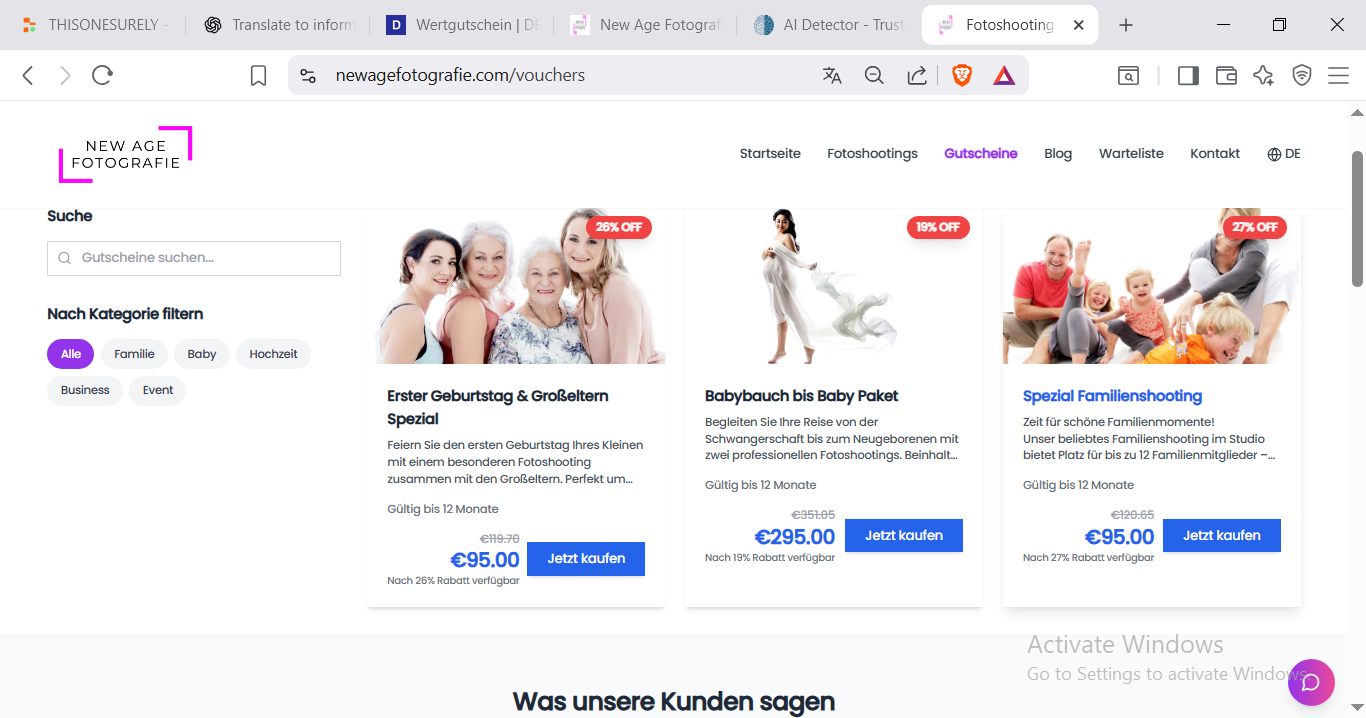 THISONESURELY -
Translate to inform
Wertgutschein | DE
New Age Fotografi
AI Detector - Trust
Fotoshooting
newagefotografie.com/vouchers
NEW AGE
FOTOGRAFIE
Startseite
Fotoshootings
Gutscheine
Blog
Warteliste
Kontakt
DE
Suche
Gutscheine suchen...
Nach Kategorie filtern
Alle
Familie
Baby
Hochzeit
Business
Event
26% OFF
Erster Geburtstag & Großeltern
Spezial
Feiern Sie den ersten Geburtstag Ihres Kleinen
mit einem besonderen Fotoshooting
zusammen mit den Großeltern. Perfekt um...
Gültig bis 12 Monate
€119.70
€95.00
Nach 26% Rabatt verfügbar
Jetzt kaufen
19% OFF
Babybauch bis Baby Paket
Begleiten Sie Ihre Reise von der
Schwangerschaft bis zum Neugeborenen mit
zwei professionellen Fotoshootings. Beinhalt...
Gültig bis 12 Monate
€351.05
€295.00
Nach 19% Rabatt verfügbar
Jetzt kaufen
27% OFF
Spezial Familienshooting
Zeit für schöne Familienmomente!
Unser beliebtes Familienshooting im Studio
bietet Platz für bis zu 12 Familienmitglieder –...
Gültig bis 12 Monate
€120.65
€95.00
Nach 27% Rabatt verfügbar
Jetzt kaufen
Was unsere Kunden sagen
Activate Windows
Go to Settings to activate Windows.